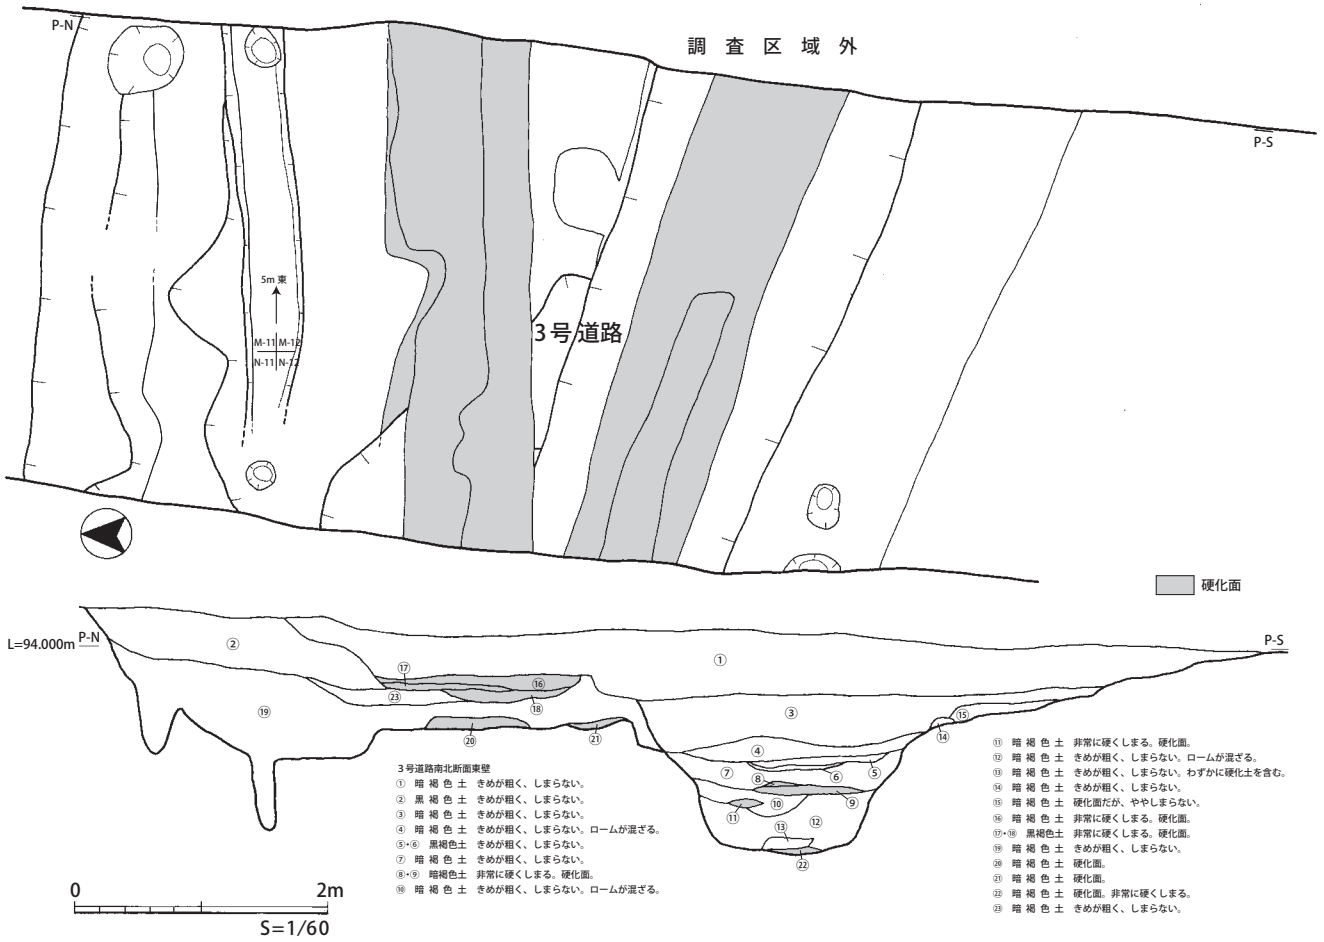 P-N
調査区域外
P-S
5m 東
M-11 M-12
N-11 N-12
3号道路
硬化面
L=94.000m
P-N
P-S
②
①
⑰
⑯
㉓
⑱
⑲
③
⑮
⑭
⑳
㉑
④
⑦
⑤
⑥
⑧
⑨
⑩
⑪
⑫
⑬
㉒
3号道路南北断面東壁
① 暗褐色土 きめが粗く、しまらない。
② 黒褐色土 きめが粗く、しまらない。
③ 暗褐色土 きめが粗く、しまらない。
④ 暗褐色土 きめが粗く、しまらない。ロームが混ざる。
⑤・⑥ 黒褐色土 きめが粗く、しまらない。
⑦ 暗褐色土 きめが粗く、しまらない。
⑧・⑨ 暗褐色土 非常に硬くしまる。硬化面。
⑩ 暗褐色土 きめが粗く、しまらない。ロームが混ざる。
⑪ 暗褐色土 非常に硬くしまる。硬化面。
⑫ 暗褐色土 きめが粗く、しまらない。ロームが混ざる。
⑬ 暗褐色土 きめが粗く、しまらない。わずかに硬化土を含む。
⑭ 暗褐色土 きめが粗く、しまらない。
⑮ 暗褐色土 硬化面だが、ややしまらない。
⑯ 暗褐色土 非常に硬くしまる。硬化面。
⑰・⑱ 黒褐色土 非常に硬くしまる。硬化面。
⑲ 暗褐色土 きめが粗く、しまらない。
⑳ 暗褐色土 硬化面。
㉑ 暗褐色土 硬化面。
㉒ 暗褐色土 硬化面。非常に硬くしまる。
㉓ 暗褐色土 きめが粗く、しまらない。
0 2m
S=1/60